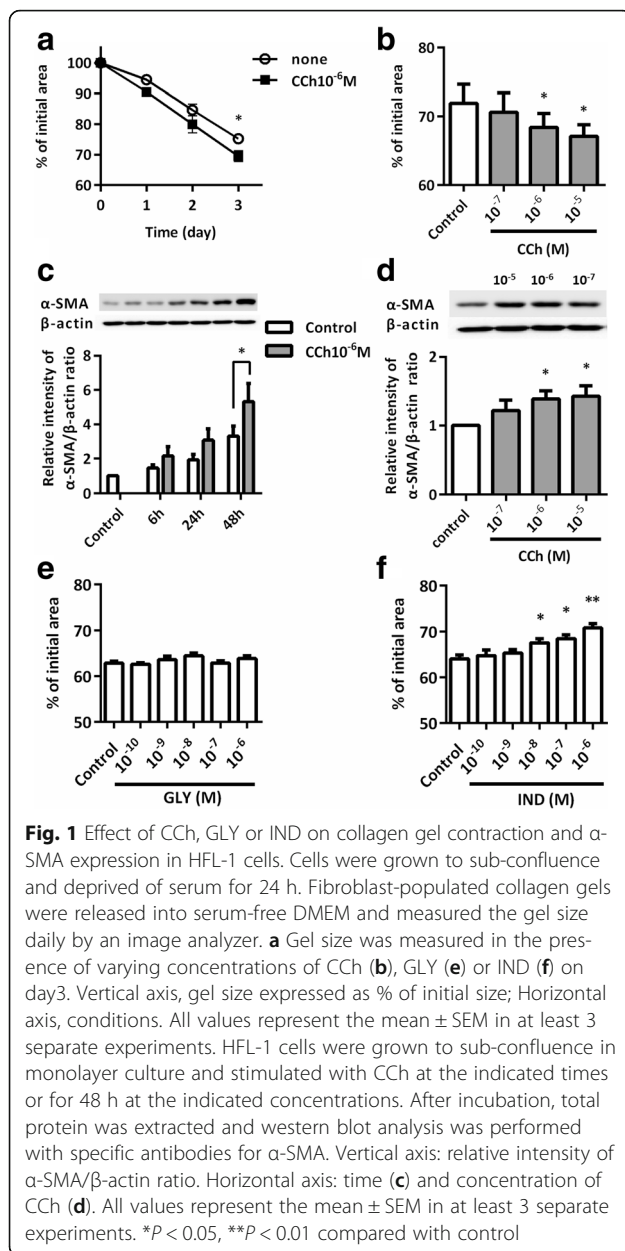 a
none
CCh10⁻⁶M
% of initial area
100
90
80
70
60
*
0 1 2 3
Time (day)
b
% of initial area
80
70
60
* *
Control 10⁻⁷ 10⁻⁶ 10⁻⁵
CCh (M)
c
α-SMA
β-actin
Control
CCh10⁻⁶M
Relative intensity of
α-SMA/β-actin ratio
8
6
4
2
0
*
Control 6h 24h 48h
d
10⁻⁵ 10⁻⁶ 10⁻⁷
α-SMA
β-actin
Relative intensity of
α-SMA/β-actin ratio
2
1
0
* *
control 10⁻⁷ 10⁻⁶ 10⁻⁵
CCh (M)
e
% of initial area
80
70
60
50
Control 10⁻¹⁰ 10⁻⁹ 10⁻⁸ 10⁻⁷ 10⁻⁶
GLY (M)
f
% of initial area
80
70
60
50
* * **
Control 10⁻¹⁰ 10⁻⁹ 10⁻⁸ 10⁻⁷ 10⁻⁶
IND (M)
Fig. 1 Effect of CCh, GLY or IND on collagen gel contraction and α-
SMA expression in HFL-1 cells. Cells were grown to sub-confluence
and deprived of serum for 24 h. Fibroblast-populated collagen gels
were released into serum-free DMEM and measured the gel size
daily by an image analyzer. a Gel size was measured in the pres-
ence of varying concentrations of CCh (b), GLY (e) or IND (f) on
day3. Vertical axis, gel size expressed as % of initial size; Horizontal
axis, conditions. All values represent the mean ± SEM in at least 3
separate experiments. HFL-1 cells were grown to sub-confluence in
monolayer culture and stimulated with CCh at the indicated times
or for 48 h at the indicated concentrations. After incubation, total
protein was extracted and western blot analysis was performed
with specific antibodies for α-SMA. Vertical axis: relative intensity of
α-SMA/β-actin ratio. Horizontal axis: time (c) and concentration of
CCh (d). All values represent the mean ± SEM in at least 3 separate
experiments. *P < 0.05, **P < 0.01 compared with control